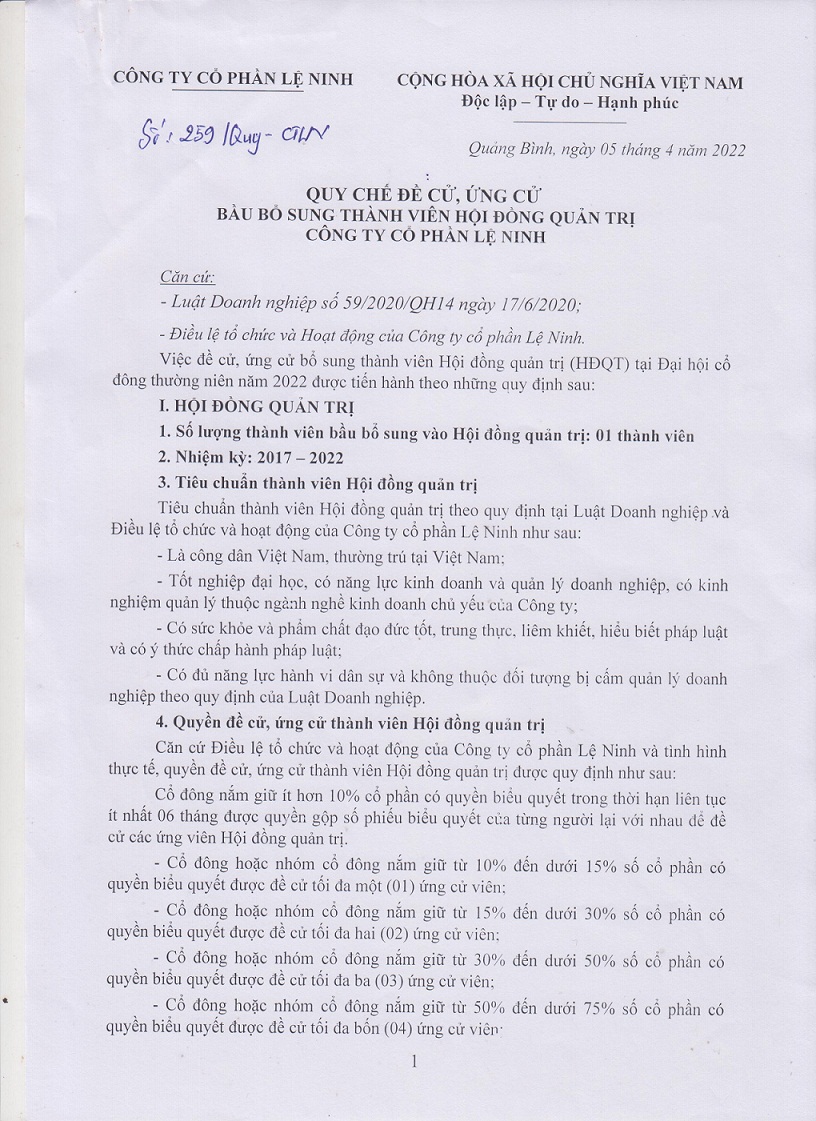 CÔNG TY CỔ PHẦN LỆ NINH
CỘNG HÒA XÃ HỘI CHỦ NGHĨA VIỆT NAM
Độc lập – Tự do – Hạnh phúc
Số: 259 /Quy - CTLN
Quảng Bình, ngày 05 tháng 4 năm 2022
QUY CHẾ ĐỀ CỬ, ỨNG CỬ
BẦU BỔ SUNG THÀNH VIÊN HỘI ĐỒNG QUẢN TRỊ
CÔNG TY CỔ PHẦN LỆ NINH
Căn cứ:
- Luật Doanh nghiệp số 59/2020/QH14 ngày 17/6/2020;
- Điều lệ tổ chức và Hoạt động của Công ty cổ phần Lệ Ninh.
Việc đề cử, ứng cử bổ sung thành viên Hội đồng quản trị (HĐQT) tại Đại hội cổ
đông thường niên năm 2022 được tiến hành theo những quy định sau:
I. HỘI ĐỒNG QUẢN TRỊ
1. Số lượng thành viên bầu bổ sung vào Hội đồng quản trị: 01 thành viên
2. Nhiệm kỳ: 2017 – 2022
3. Tiêu chuẩn thành viên Hội đồng quản trị
Tiêu chuẩn thành viên Hội đồng quản trị theo quy định tại Luật Doanh nghiệp và
Điều lệ tổ chức và hoạt động của Công ty cổ phần Lệ Ninh như sau:
- Là công dân Việt Nam, thường trú tại Việt Nam;
- Tốt nghiệp đại học, có năng lực kinh doanh và quản lý doanh nghiệp, có kinh
nghiệm quản lý thuộc ngành nghề kinh doanh chủ yếu của Công ty;
- Có sức khỏe và phẩm chất đạo đức tốt, trung thực, liêm khiết, hiểu biết pháp luật
và có ý thức chấp hành pháp luật;
- Có đủ năng lực hành vi dân sự và không thuộc đối tượng bị cấm quản lý doanh
nghiệp theo quy định của Luật Doanh nghiệp.
4. Quyền đề cử, ứng cử thành viên Hội đồng quản trị
Căn cứ Điều lệ tổ chức và hoạt động của Công ty cổ phần Lệ Ninh và tình hình
thực tế, quyền đề cử, ứng cử thành viên Hội đồng quản trị được quy định như sau:
Cổ đông nắm giữ ít hơn 10% cổ phần có quyền biểu quyết trong thời hạn liên tục
ít nhất 06 tháng được quyền gộp số phiếu biểu quyết của từng người lại với nhau để đề
cử các ứng viên Hội đồng quản trị.
- Cổ đông hoặc nhóm cổ đông nắm giữ từ 10% đến dưới 15% số cổ phần có
quyền biểu quyết được đề cử tối đa một (01) ứng cử viên;
- Cổ đông hoặc nhóm cổ đông nắm giữ từ 15% đến dưới 30% số cổ phần có
quyền biểu quyết được đề cử tối đa hai (02) ứng cử viên;
- Cổ đông hoặc nhóm cổ đông nắm giữ từ 30% đến dưới 50% số cổ phần có
quyền biểu quyết được đề cử tối đa ba (03) ứng cử viên;
- Cổ đông hoặc nhóm cổ đông nắm giữ từ 50% đến dưới 75% số cổ phần có
quyền biểu quyết được đề cử tối đa bốn (04) ứng cử viên;
1